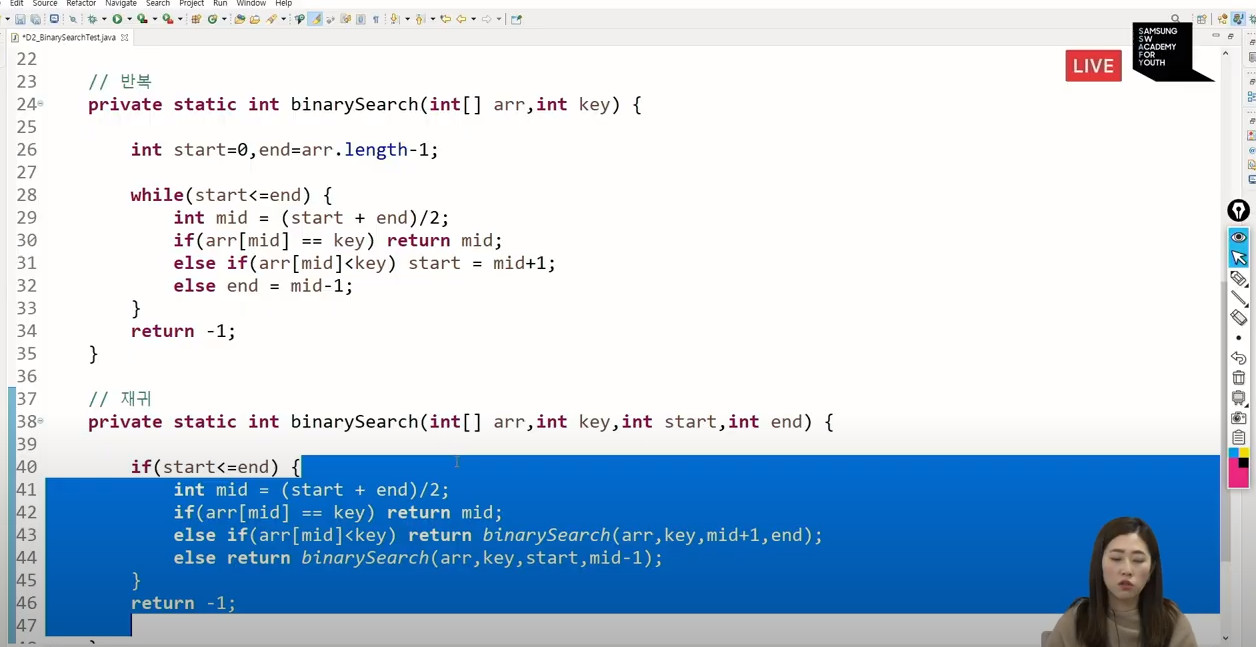 Edit Source Refactor Navigate Search Project Run Window Help
*D2_BinarySearchTest.java
SAMSUNG
SW
ACADEMY
FOR
YOUTH
LIVE
22
23 // 반복
24 private static int binarySearch(int[] arr,int key) {
25
26 int start=0,end=arr.length-1;
27
28 while(start<=end) {
29 int mid = (start + end)/2;
30 if(arr[mid] == key) return mid;
31 else if(arr[mid]<key) start = mid+1;
32 else end = mid-1;
33 }
34 return -1;
35 }
36
37 // 재귀
38 private static int binarySearch(int[] arr,int key,int start,int end) {
39
40 if(start<=end) {
41 int mid = (start + end)/2;
42 if(arr[mid] == key) return mid;
43 else if(arr[mid]<key) return binarySearch(arr,key,mid+1,end);
44 else return binarySearch(arr,key,start,mid-1);
45 }
46 return -1;
47